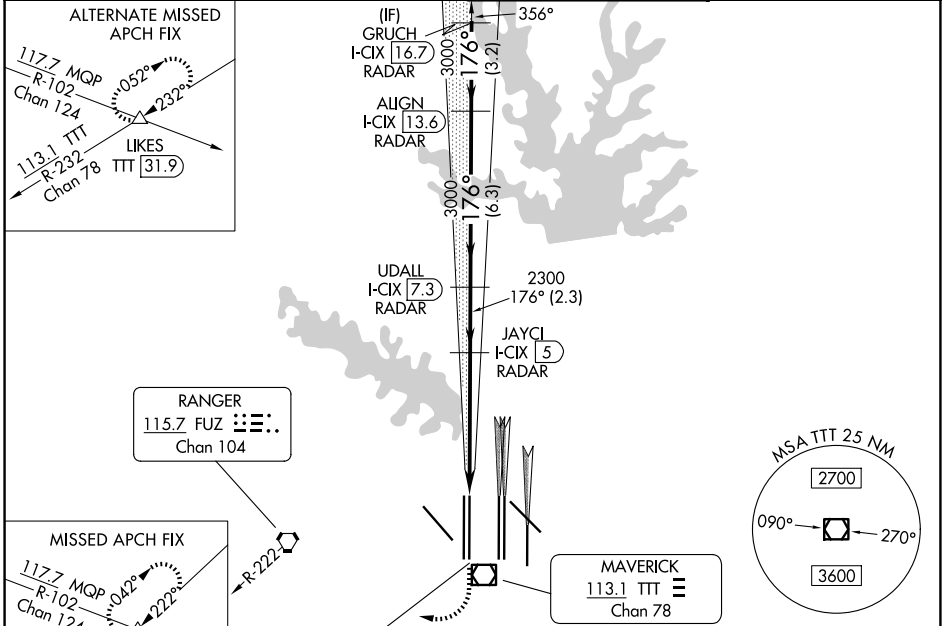 ALTERNATE MISSED
APCH FIX
117.7 MQP
R-102
Chan 124
052°
232°
113.1 TTT
R-232
Chan 78
LIKES
TTT 31.9
(IF)
GRUCH
I-CIX 16.7
RADAR
356°
3000
176°
(3.2)
ALIGN
I-CIX 13.6
RADAR
3000
176°
(6.3)
UDALL
I-CIX 7.3
RADAR
2300
176° (2.3)
JAYCI
I-CIX 5
RADAR
RANGER
115.7 FUZ
Chan 104
R-222
MSA TTT 25 NM
2700
090°
270°
3600
MISSED APCH FIX
117.7 MQP
R-102
Chan 124
042°
222°
MAVERICK
113.1 TTT
Chan 78